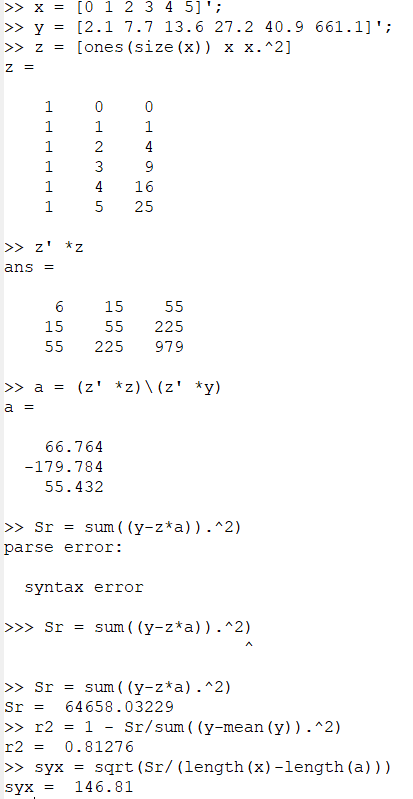 >> x = [0 1 2 3 4 5]';
>> y = [2.1 7.7 13.6 27.2 40.9 661.1]';
>> z = [ones(size(x)) x x.^2]
z =
1 0 0
1 1 1
1 2 4
1 3 9
1 4 16
1 5 25
>> z' *z
ans =
6 15 55
15 55 225
55 225 979
>> a = (z' *z)\(z' *y)
a =
66.764
-179.784
55.432
>> Sr = sum((y-z*a)).^2)
parse error:
syntax error
>>> Sr = sum((y-z*a)).^2)
^
>> Sr = sum((y-z*a).^2)
Sr = 64658.03229
>> r2 = 1 - Sr/sum((y-mean(y)).^2)
r2 = 0.81276
>> syx = sqrt(Sr/(length(x)-length(a)))
syx = 146.81